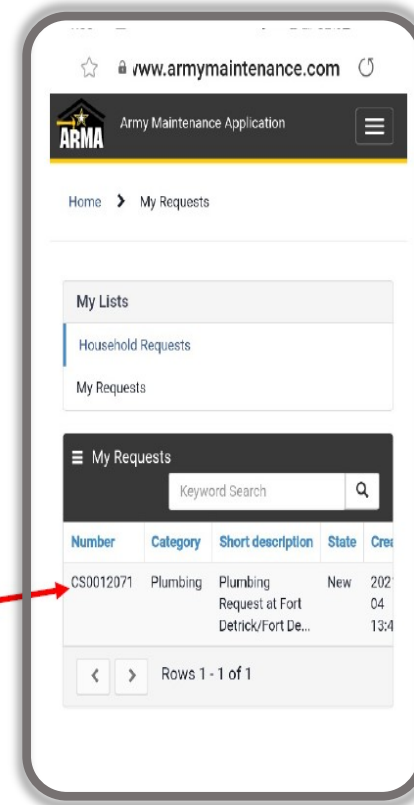 www.armymaintenance.com
ARMA
Army Maintenance Application
Home > My Requests
My Lists
Household Requests
My Requests
My Requests
Keyword Search
Number Category Short description State
CS0012071 Plumbing Plumbing New
Request at Fort 04
Detrick/Fort De...
Rows 1 - 1 of 1